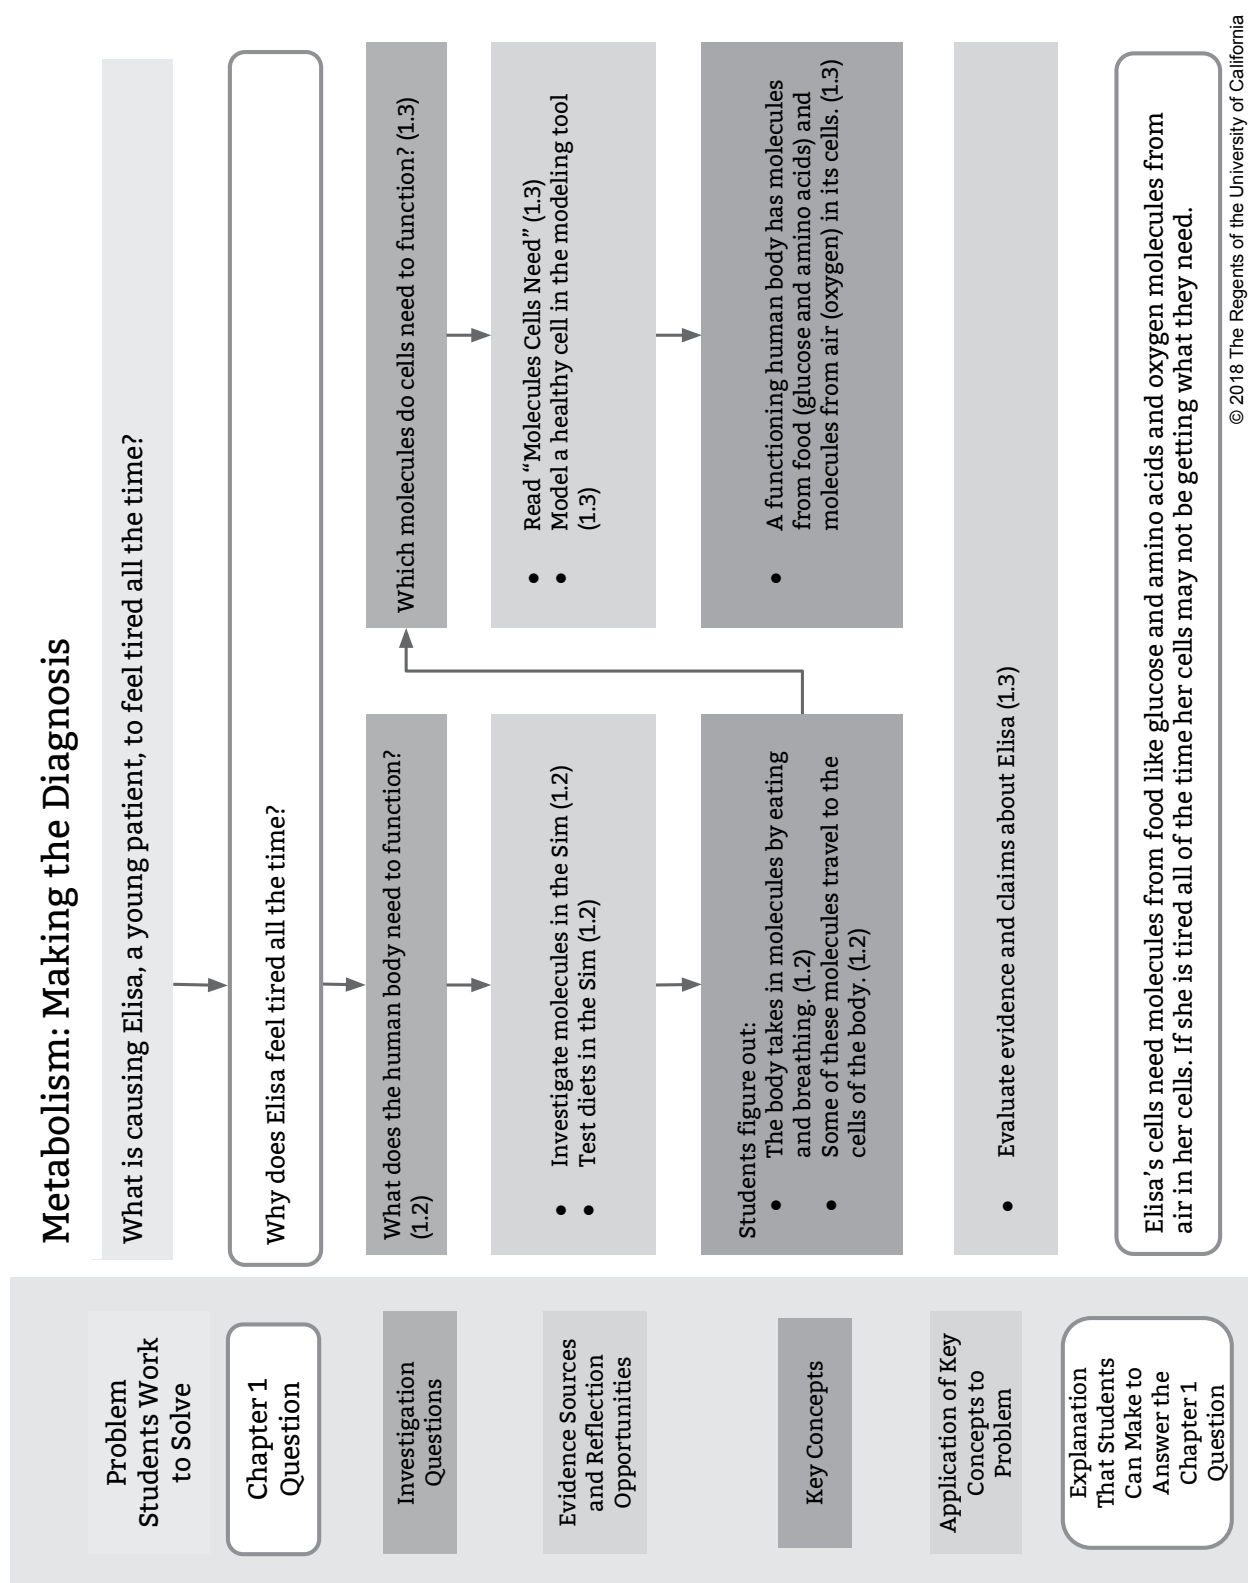 Metabolism: Making the Diagnosis
Problem
Students Work
to Solve
What is causing Elisa, a young patient, to feel tired all the time?
Chapter 1
Question
Why does Elisa feel tired all the time?
Investigation
Questions
What does the human body need to function?
(1.2)
Which molecules do cells need to function? (1.3)
Evidence Sources
and Reflection
Opportunities
• Investigate molecules in the Sim (1.2)
• Test diets in the Sim (1.2)
• Read “Molecules Cells Need” (1.3)
• Model a healthy cell in the modeling tool
(1.3)
Key Concepts
Students figure out:
• The body takes in molecules by eating
and breathing. (1.2)
• Some of these molecules travel to the
cells of the body. (1.2)
• A functioning human body has molecules
from food (glucose and amino acids) and
molecules from air (oxygen) in its cells. (1.3)
Application of Key
Concepts to
Problem
• Evaluate evidence and claims about Elisa (1.3)
Explanation
That Students
Can Make to
Answer the
Chapter 1
Question
Elisa’s cells need molecules from food like glucose and amino acids and oxygen molecules from
air in her cells. If she is tired all of the time her cells may not be getting what they need.
© 2018 The Regents of the University of California